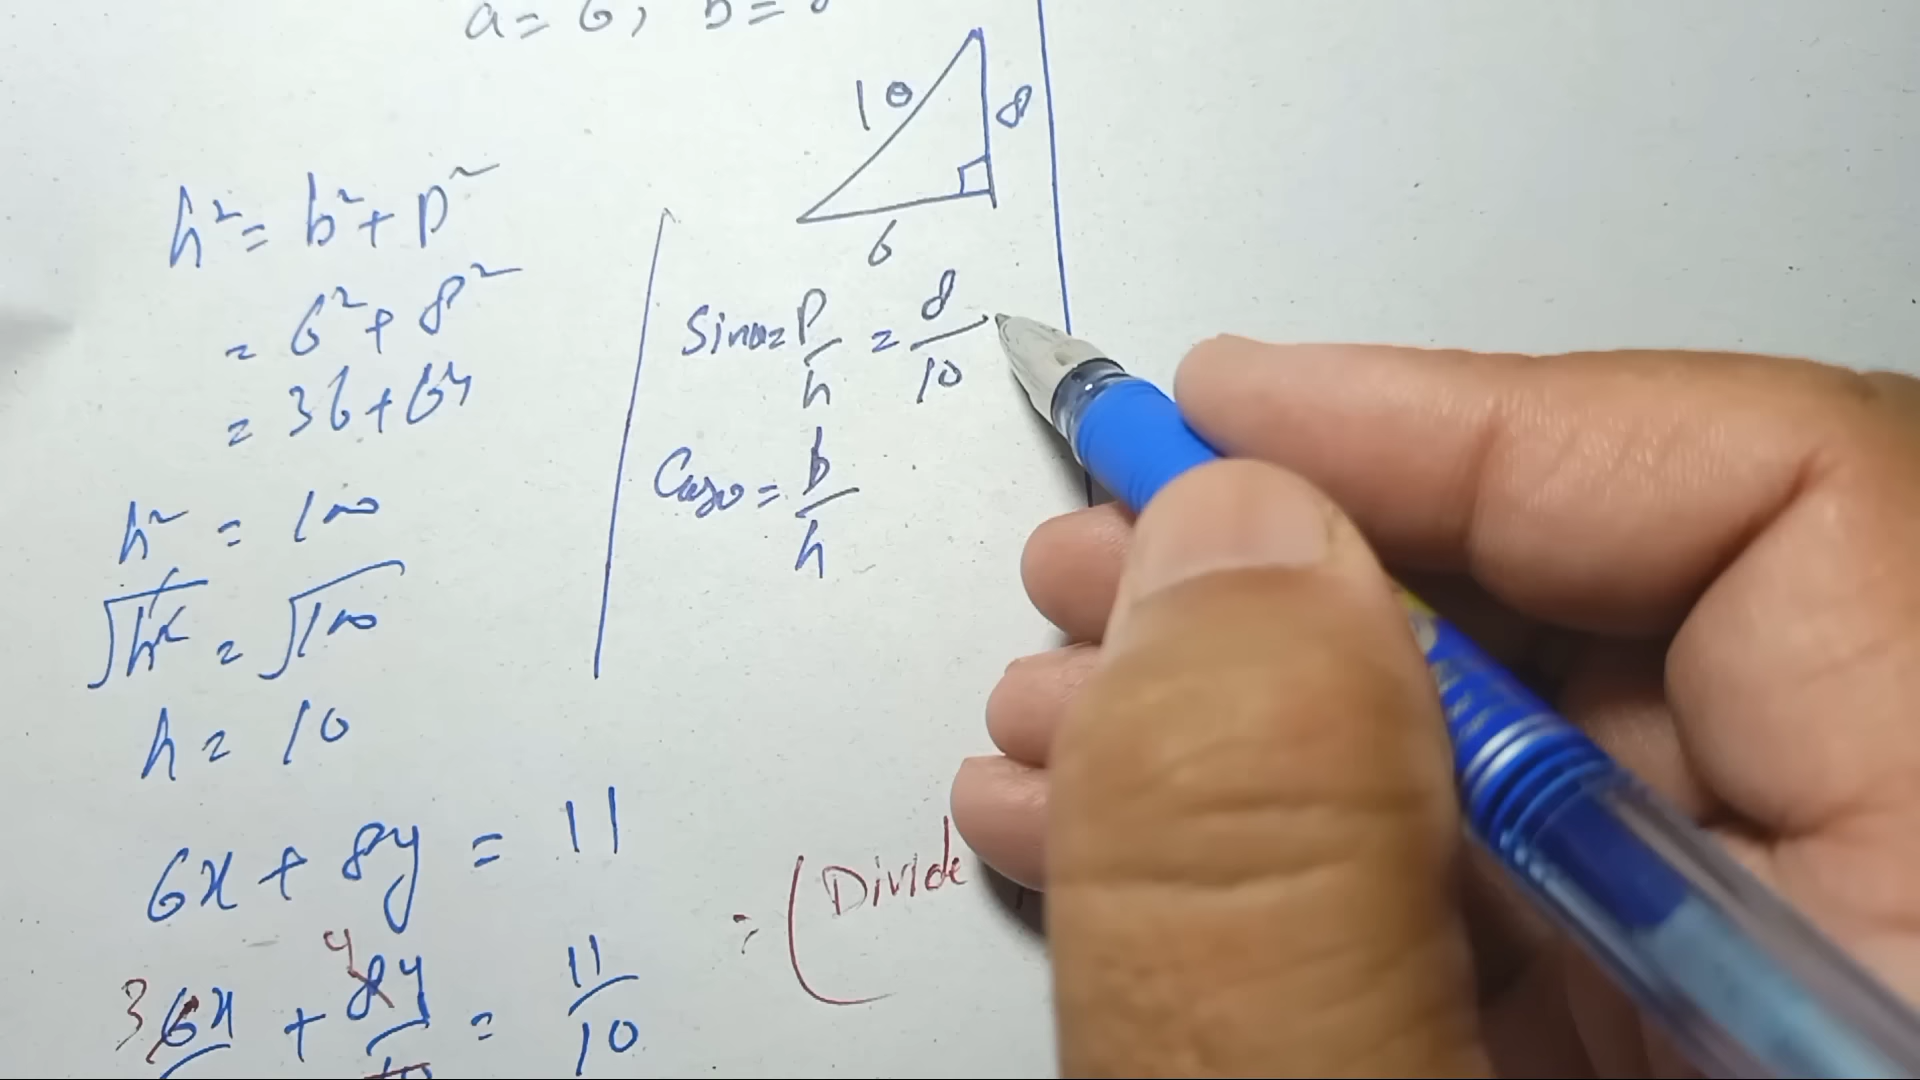 a = 6, b = 8
10
8
6
h² = b² + p²
= 6² + 8²
= 36 + 64
h² = 100
√h² = √100
h = 10
Sinα = p/h = 8/10
Cosα = b/h
6x + 8y = 11
= (Divide
3 4
6x + 8y/10 = 11/10